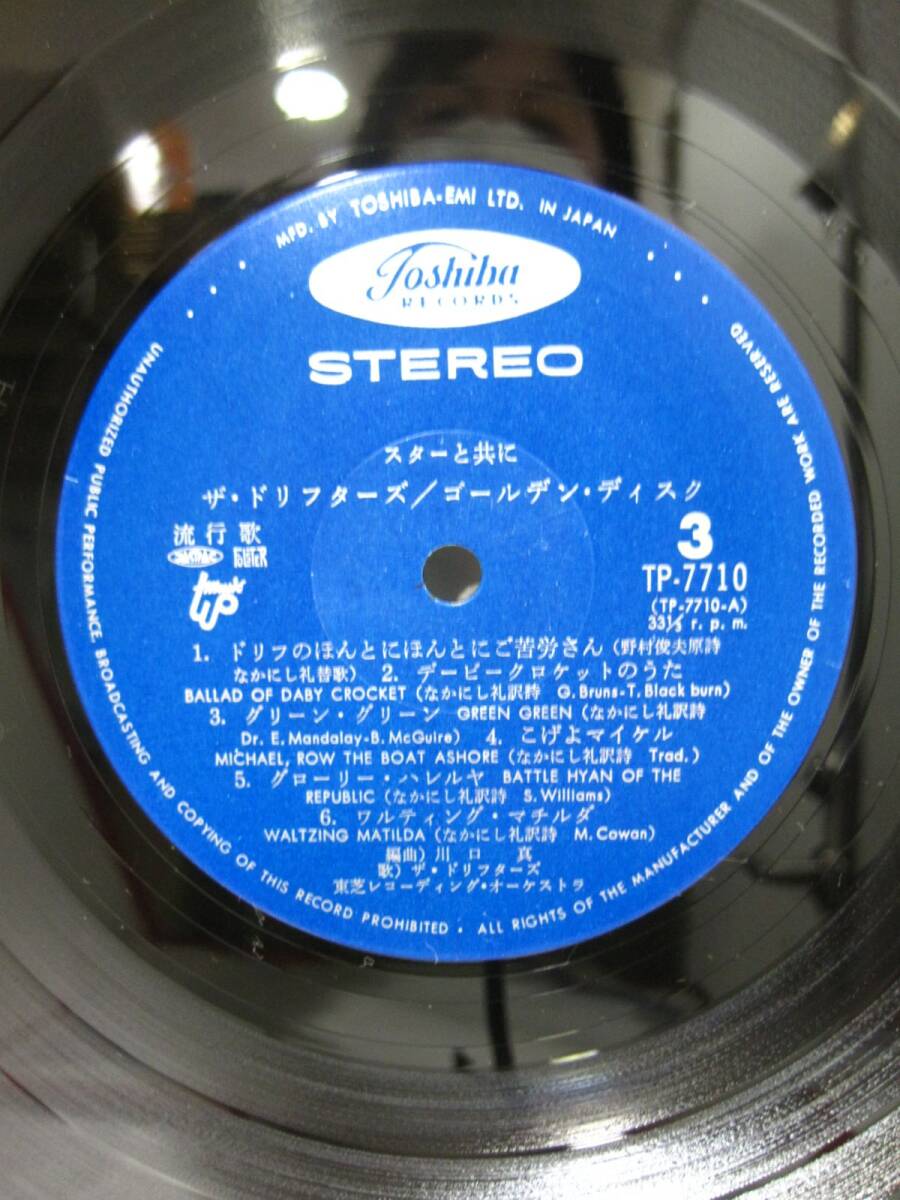 MFD. BY TOSHIBA-EMI LTD. IN JAPAN
Toshiba
RECORDS
STEREO
スターと共に
ザ・ドリフターズ/ゴールデン・ディスク
流行歌
3
TP-7710
(TP-7710-A)
33⅓ r. p. m.
1. ドリフのほんとにほんとにご苦労さん (野村俊夫原詩
なかにし礼替歌) 2. デービークロケットのうた
BALLAD OF DABY CROCKET (なかにし礼訳詩 G. Bruns-T. Black burn)
3. グリーン・グリーン GREEN GREEN (なかにし礼訳詩
Dr. E. Mandalay-B. McGuire) 4. こげよマイケル
MICHAEL, ROW THE BOAT ASHORE (なかにし礼訳詩 Trad.)
5. グローリー・ハレルヤ BATTLE HYAN OF THE
REPUBLIC (なかにし礼訳詩 S. Williams)
6. ワルティング・マチルダ
WALTZING MATILDA (なかにし礼訳詩 M. Cowan)
編曲) 川口 真
歌) ザ・ドリフターズ
東芝レコーディング・オーケストラ
UNAUTHORIZED PUBLIC PERFORMANCE, BROADCASTING AND COPYING OF THIS RECORD PROHIBITED • ALL RIGHTS OF THE MANUFACTURER AND OF THE OWNER OF THE RECORDED WORK ARE RESERVED